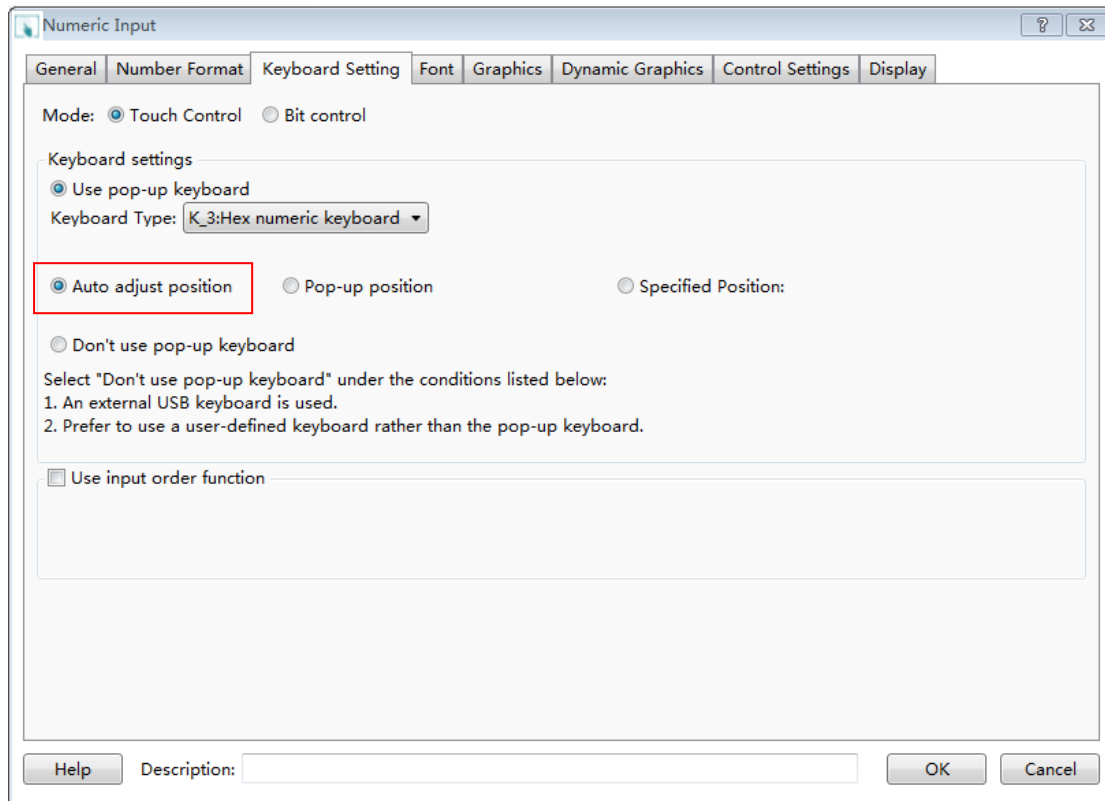 Numeric Input
General Number Format Keyboard Setting Font Graphics Dynamic Graphics Control Settings Display
Mode: Touch Control Bit control
Keyboard settings
Use pop-up keyboard
Keyboard Type: K_3:Hex numeric keyboard
Auto adjust position Pop-up position Specified Position:
Don't use pop-up keyboard
Select "Don't use pop-up keyboard" under the conditions listed below:
1. An external USB keyboard is used.
2. Prefer to use a user-defined keyboard rather than the pop-up keyboard.
Use input order function
Help Description: OK Cancel